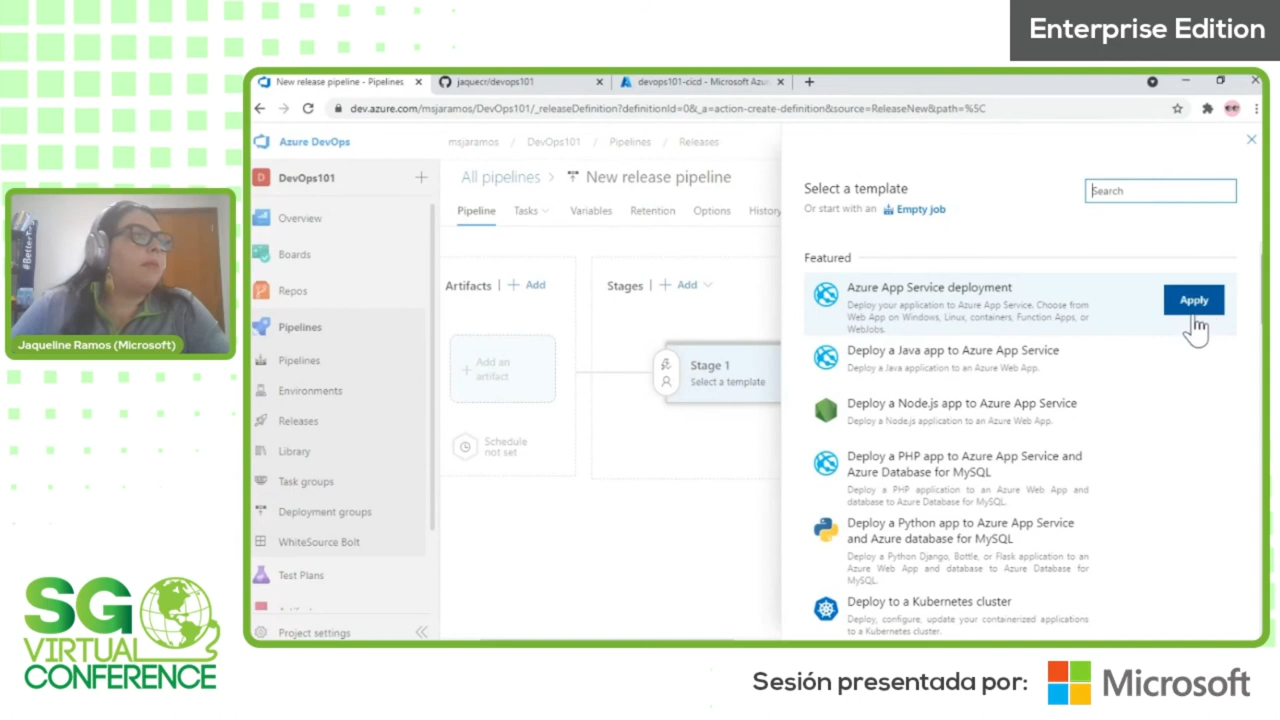 Enterprise Edition
New release pipeline - Pipelines
jaquecr/devops101
devops101-cicd - Microsoft Azu
dev.azure.com/msjaramos/DevOps101/_releaseDefinition?definitionId=0&_a=action-create-definition&source=ReleaseNew&path=%5C
Azure DevOps
msjaramos / DevOps101 / Pipelines / Releases
DevOps101
All pipelines > New release pipeline
Pipeline Tasks Variables Retention Options History
Overview
Boards
Repos
Pipelines
Pipelines
Environments
Releases
Library
Task groups
Deployment groups
WhiteSource Bolt
Test Plans
Project settings
Artifacts | + Add
Stages | + Add
Add an
artifact
Schedule
not set
Stage 1
Select a template
Select a template
Search
Or start with an Empty job
Featured
Azure App Service deployment
Deploy your application to Azure App Service. Choose from
Web App on Windows, Linux, containers, Function Apps, or
WebJobs.
Apply
Deploy a Java app to Azure App Service
Deploy a Java application to an Azure Web App.
Deploy a Node.js app to Azure App Service
Deploy a Node.js application to an Azure Web App.
Deploy a PHP app to Azure App Service and
Azure Database for MySQL
Deploy a PHP application to an Azure Web App and
database to Azure Database for MySQL.
Deploy a Python app to Azure App Service
and Azure database for MySQL
Deploy a Python Django, Bottle, or Flask application to an
Azure Web App and database to Azure Database for
MySQL.
Deploy to a Kubernetes cluster
Deploy, configure, update your containerized applications
to a Kubernetes cluster.
Jaqueline Ramos (Microsoft)
SG
VIRTUAL
CONFERENCE
Sesión presentada por:
Microsoft